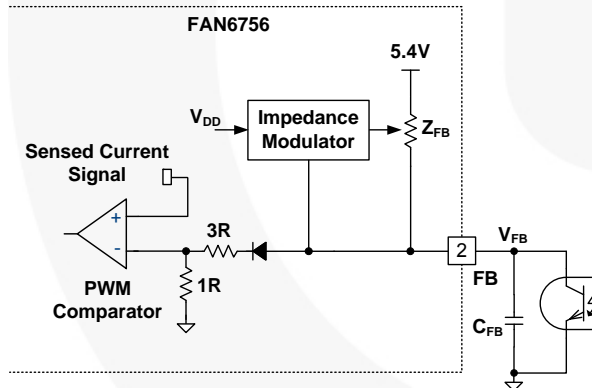 FAN6756
5.4V
VDD
Impedance
Modulator
ZFB
Sensed Current
Signal
+
-
3R
1R
PWM
Comparator
2
VFB
FB
CFB